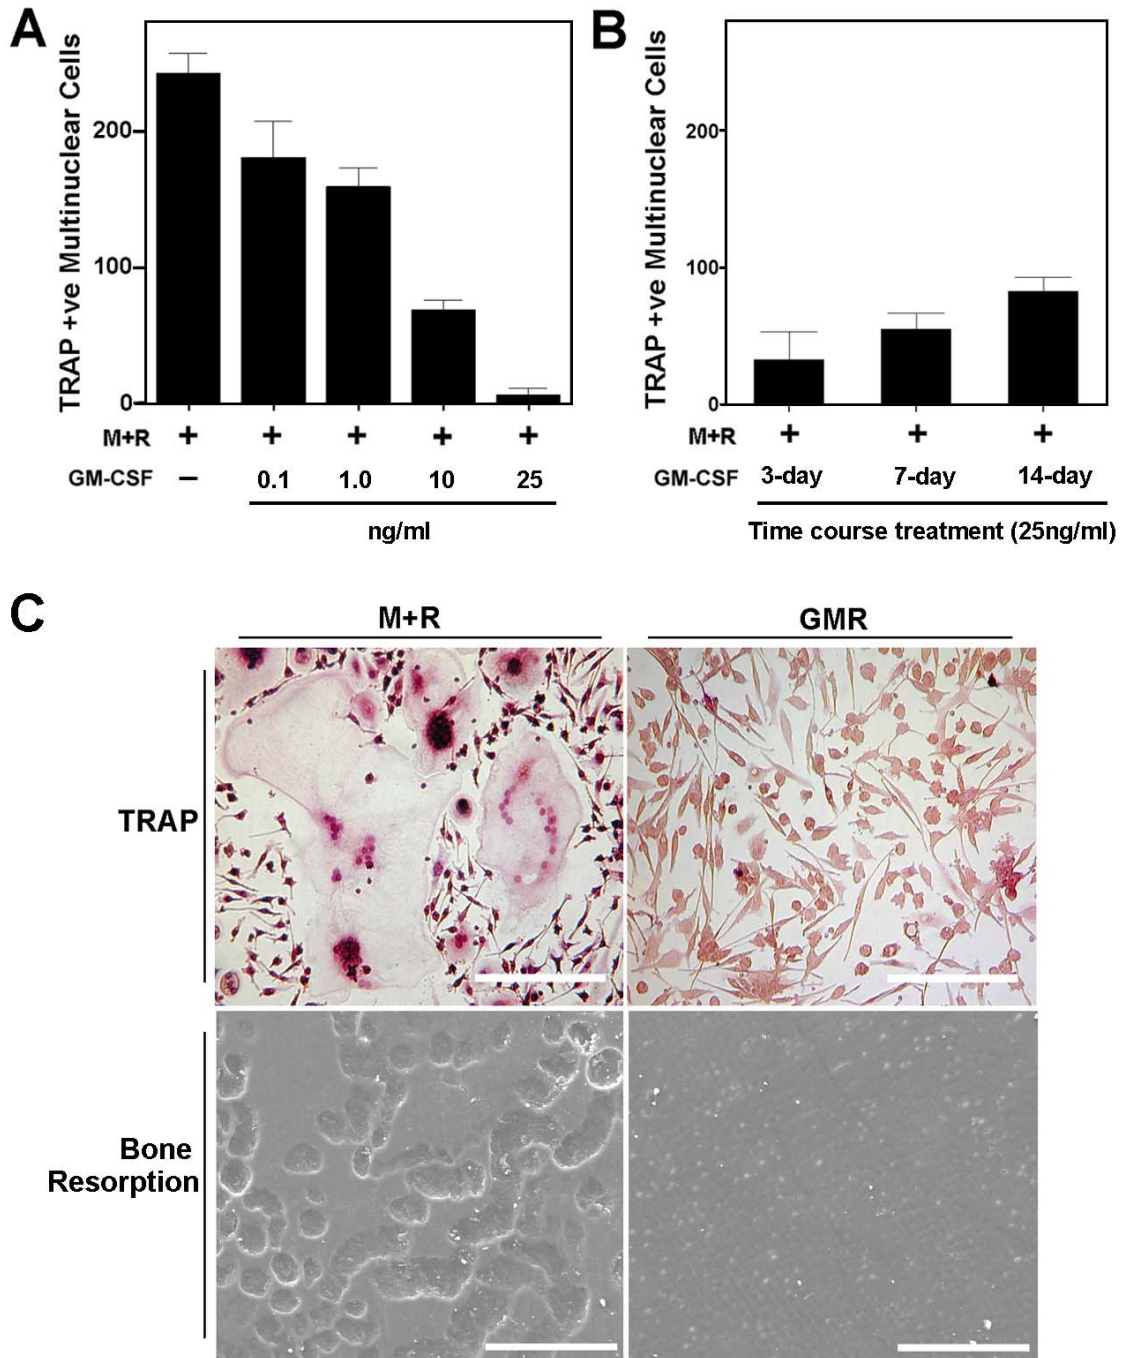 A
TRAP +ve Multinuclear Cells
200
100
0
M+R + + + + +
GM-CSF – 0.1 1.0 10 25
ng/ml
B
TRAP +ve Multinuclear Cells
200
100
0
M+R + + +
GM-CSF 3-day 7-day 14-day
Time course treatment (25ng/ml)
C
M+R GMR
TRAP
Bone
Resorption